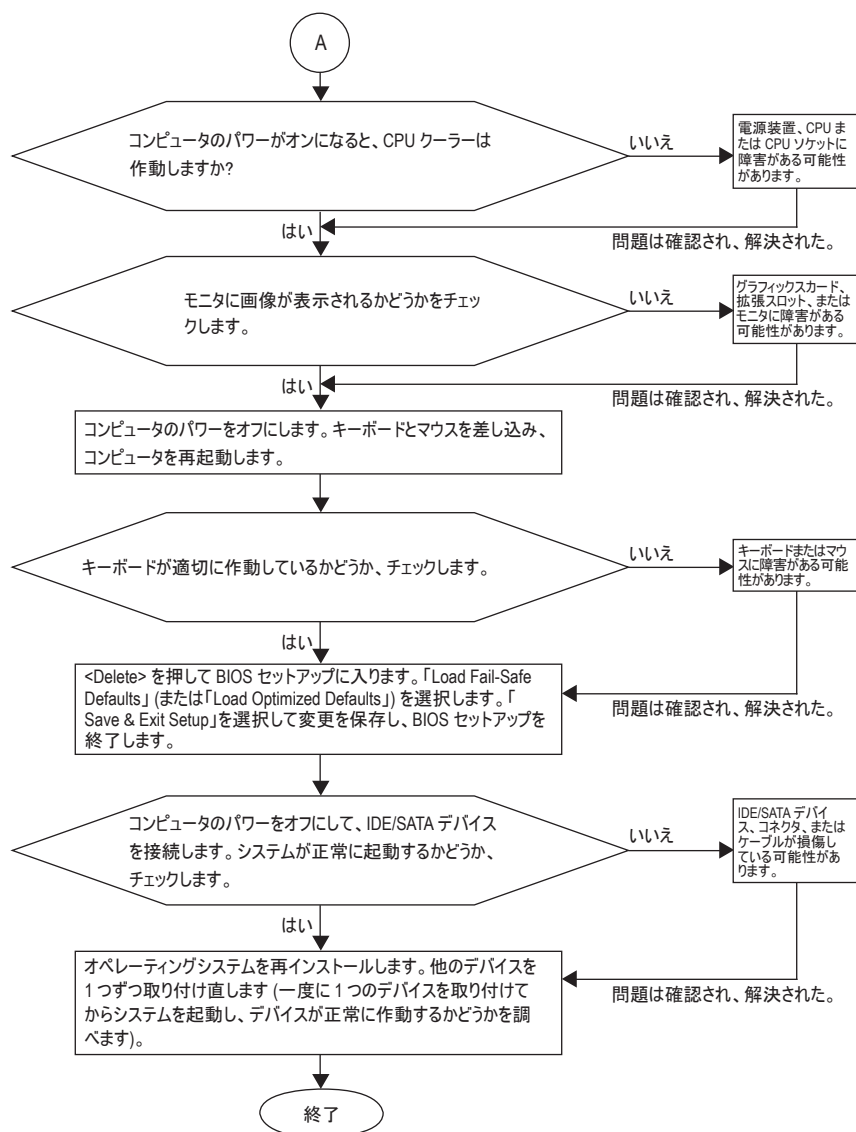 A
コンピュータのパワーがオンになると、CPU クーラーは
作動しますか?
いいえ
電源装置、CPU ま
たは CPU ソケットに
障害がある可能性
があります。
はい
問題は確認され、解決された。
モニタに画像が表示されるかどうかをチェッ
クします。
いいえ
グラフィックスカード、
拡張スロット、または
モニタに障害がある
可能性があります。
はい
問題は確認され、解決された。
コンピュータのパワーをオフにします。キーボードとマウスを差し込み、
コンピュータを再起動します。
キーボードが適切に作動しているかどうか、チェックします。
いいえ
キーボードまたはマウ
スに障害がある可能
性があります。
はい
<Delete> を押して BIOS セットアップに入ります。「Load Fail-Safe
Defaults」 (または「Load Optimized Defaults」) を選択します。「
Save & Exit Setup」を選択して変更を保存し、BIOS セットアップを
終了します。
問題は確認され、解決された。
コンピュータのパワーをオフにして、IDE/SATA デバイス
を接続します。システムが正常に起動するかどうか、
チェックします。
いいえ
IDE/SATA デバイ
ス、コネクタ、または
ケーブルが損傷し
ている可能性があ
ります。
はい
オペレーティングシステムを再インストールします。他のデバイスを
1 つずつ取り付け直します (一度に 1 つのデバイスを取り付けて
からシステムを起動し、デバイスが正常に作動するかどうかを調
べます)。
問題は確認され、解決された。
終了